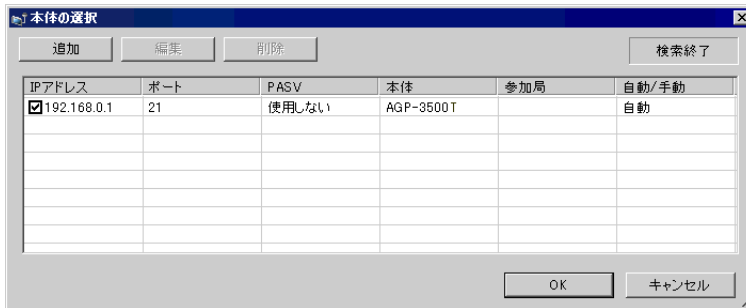 本体の選択
追加 編集 削除 検索終了
IPアドレス ポート PASV 本体 参加局 自動/手動
192.168.0.1 21 使用しない AGP-3500T 自動
OK キャンセル